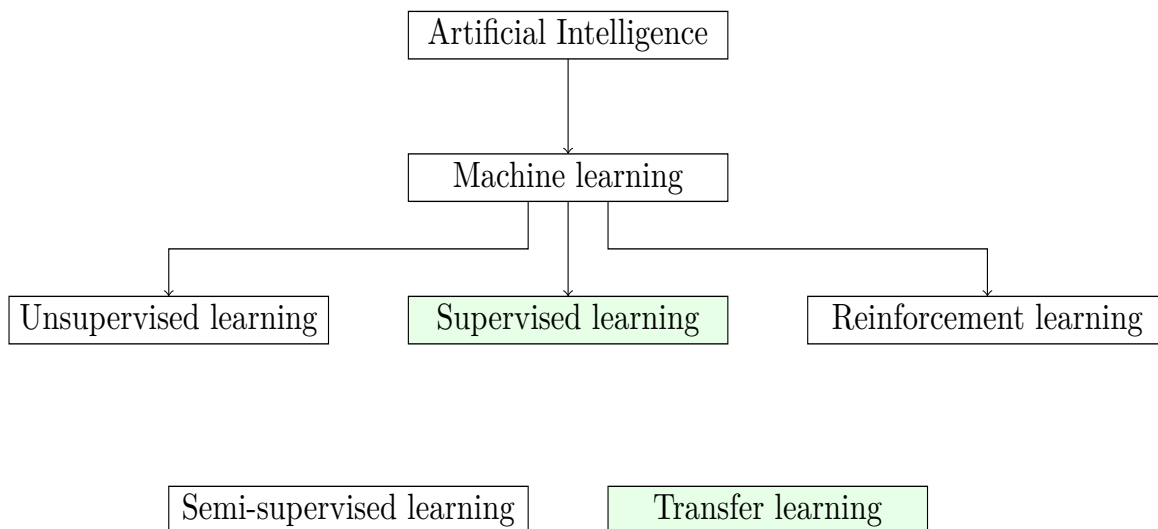 Artificial Intelligence
Machine learning
Unsupervised learning
Supervised learning
Reinforcement learning
Semi-supervised learning
Transfer learning